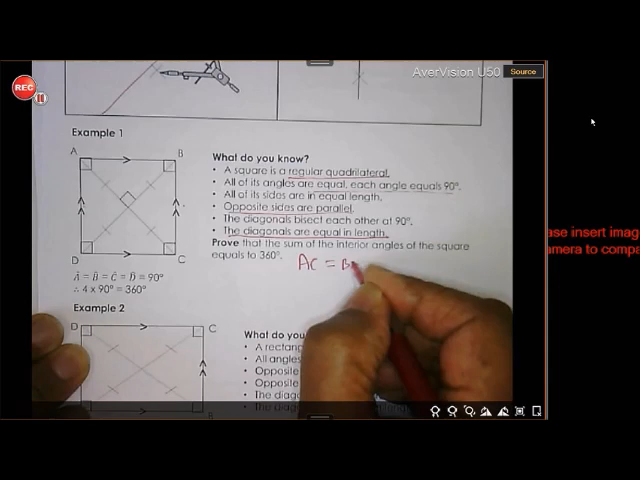 AverVision U50
Source
REC
Example 1
A
B
D
C
What do you know?
• A square is a regular quadrilateral.
• All of its angles are equal, each angle equals 90°.
• All of its sides are in equal length.
• Opposite sides are parallel.
• The diagonals bisect each other at 90°.
• The diagonals are equal in length.
Prove that the sum of the interior angles of the square
equals to 360°.
AC = B
Â = B̂ = Ĉ = D̂ = 90°
∴ 4 x 90° = 360°
Example 2
D
C
What do you
• A rectang
• All angles
• Opposite
• Opposite
• The diago
• The diago
ase insert imag
amera to compa